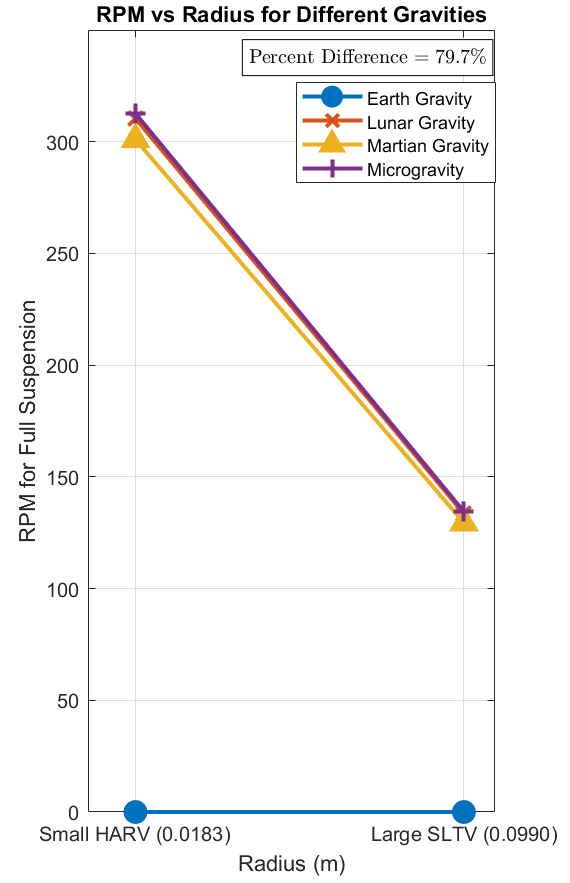 RPM vs Radius for Different Gravities
Percent Difference = 79.7%
Earth Gravity
Lunar Gravity
Martian Gravity
Microgravity
300
250
200
150
100
50
0
RPM for Full Suspension
Small HARV (0.0183)
Large SLTV (0.0990)
Radius (m)